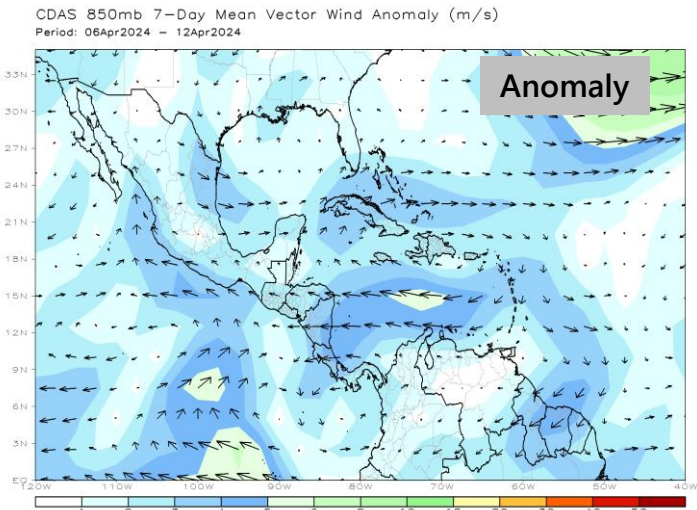 CDAS 850mb 7-Day Mean Vector Wind Anomaly (m/s)
Period: 06Apr2024 - 12Apr2024
Anomaly
33N
30N
27N
24N
21N
18N
15N
12N
9N
6N
3N
EQ
120W 110W 100W 90W 80W 70W 60W 50W 40W